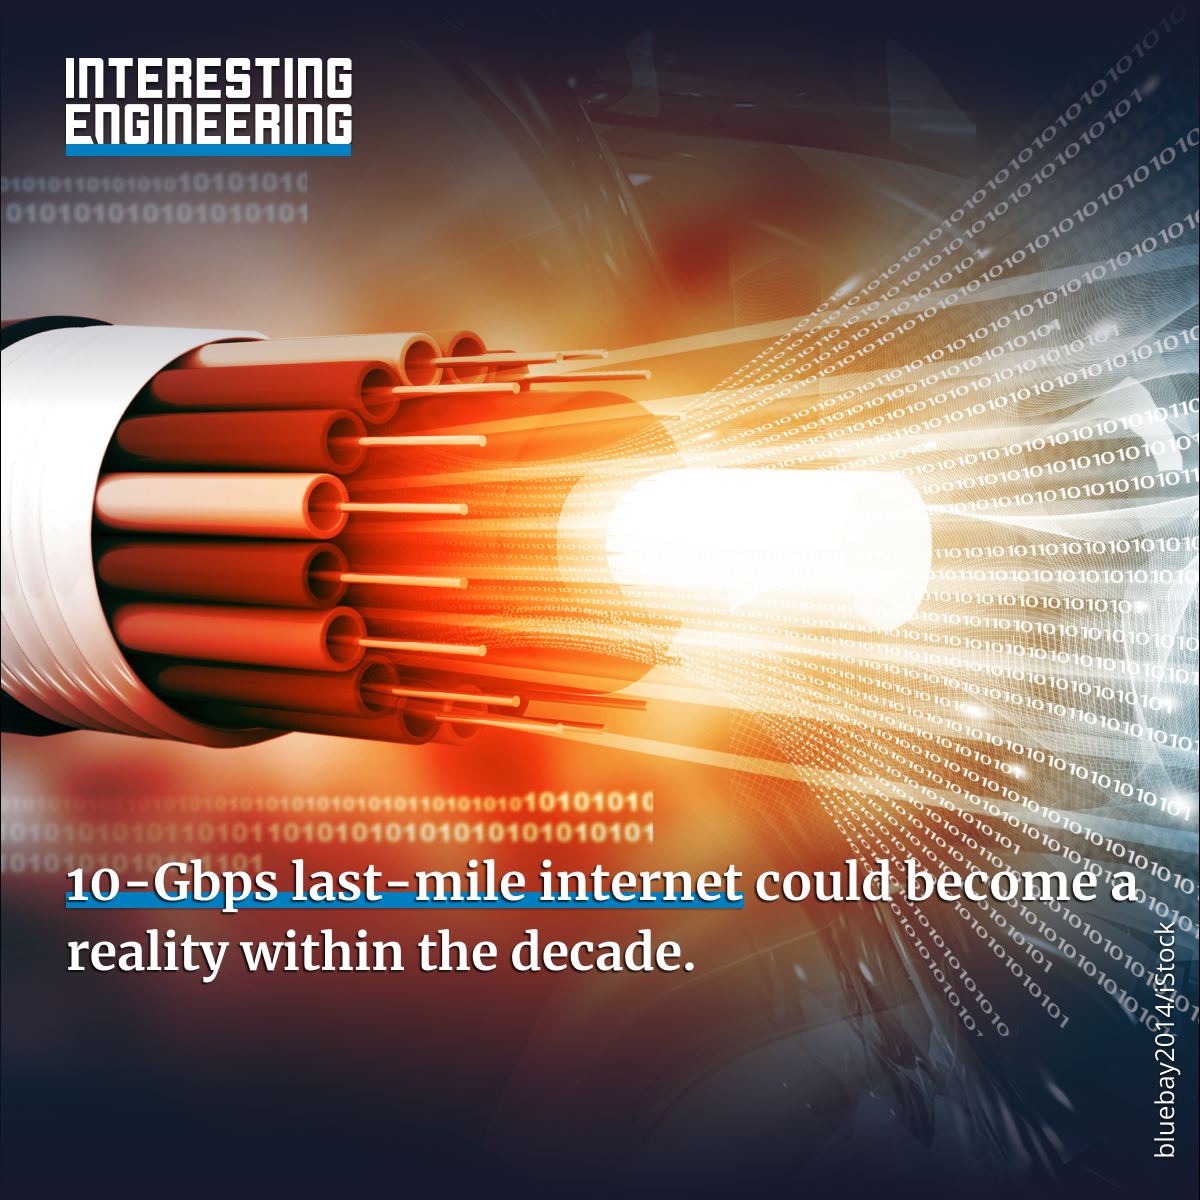 INTERESTING
ENGINEERING
10-Gbps last-mile internet could become a
reality within the decade.
bluebay2014/iStock